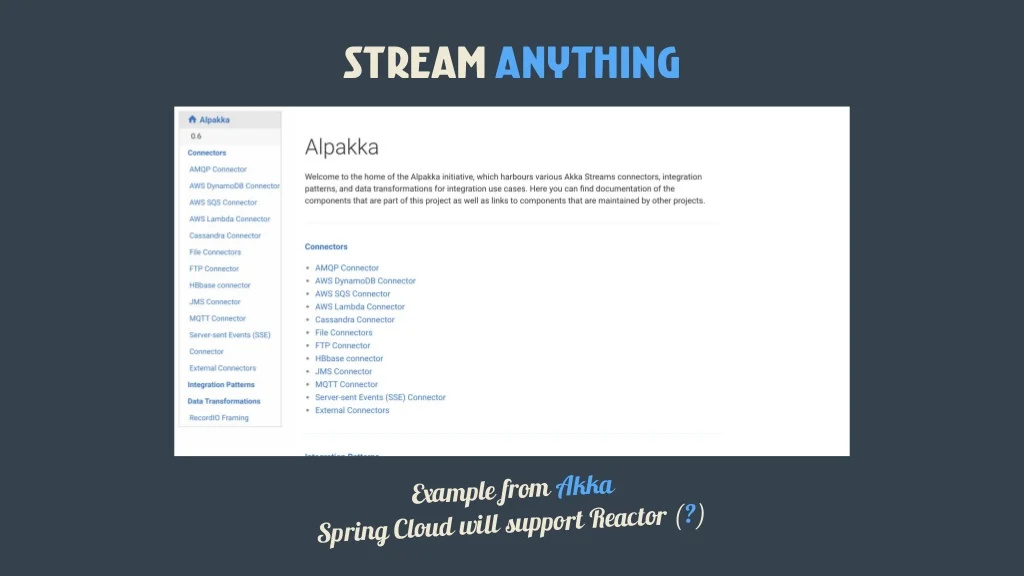 STREAM ANYTHING
Alpakka
0.6
Connectors
AMQP Connector
AWS DynamoDB Connector
AWS SQS Connector
AWS Lambda Connector
Cassandra Connector
File Connectors
FTP Connector
HBbase connector
JMS Connector
MQTT Connector
Server-sent Events (SSE)
Connector
External Connectors
Integration Patterns
Data Transformations
RecordIO Framing
Alpakka
Welcome to the home of the Alpakka initiative, which harbours various Akka Streams connectors, integration
patterns, and data transformations for integration use cases. Here you can find documentation of the
components that are part of this project as well as links to components that are maintained by other projects.
Connectors
• AMQP Connector
• AWS DynamoDB Connector
• AWS SQS Connector
• AWS Lambda Connector
• Cassandra Connector
• File Connectors
• FTP Connector
• HBbase connector
• JMS Connector
• MQTT Connector
• Server-sent Events (SSE) Connector
• External Connectors
Integration Patterns
Example from Akka
Spring Cloud will support Reactor (?)